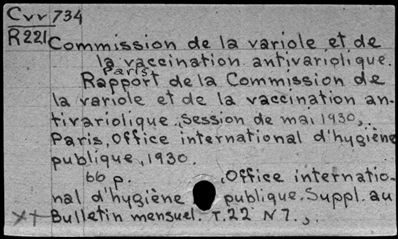 Cvv 734
R221 Commission de la variole et de
la vaccination antivariolique.
Paris
Rapport de la Commission de
la variole et de la vaccination an-
tivariolique. Session de mai 1930.
Paris, Office international d'hygiène
publique, 1930.
66 p. Office internatio-
nal d'hygiène publique. Suppl. au
Bulletin mensuel. T.22 N 7.